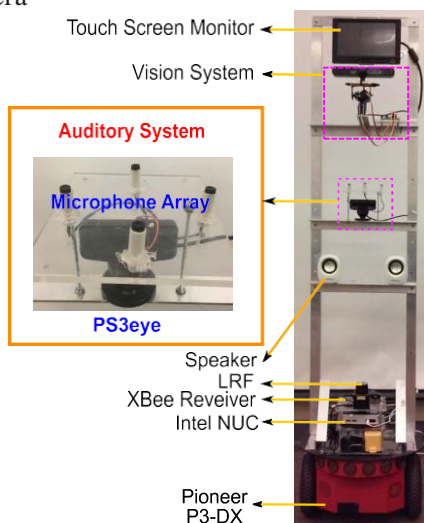 era
Touch Screen Monitor
Vision System
Auditory System
Microphone Array
PS3eye
Speaker
LRF
XBee Reveiver
Intel NUC
Pioneer
P3-DX